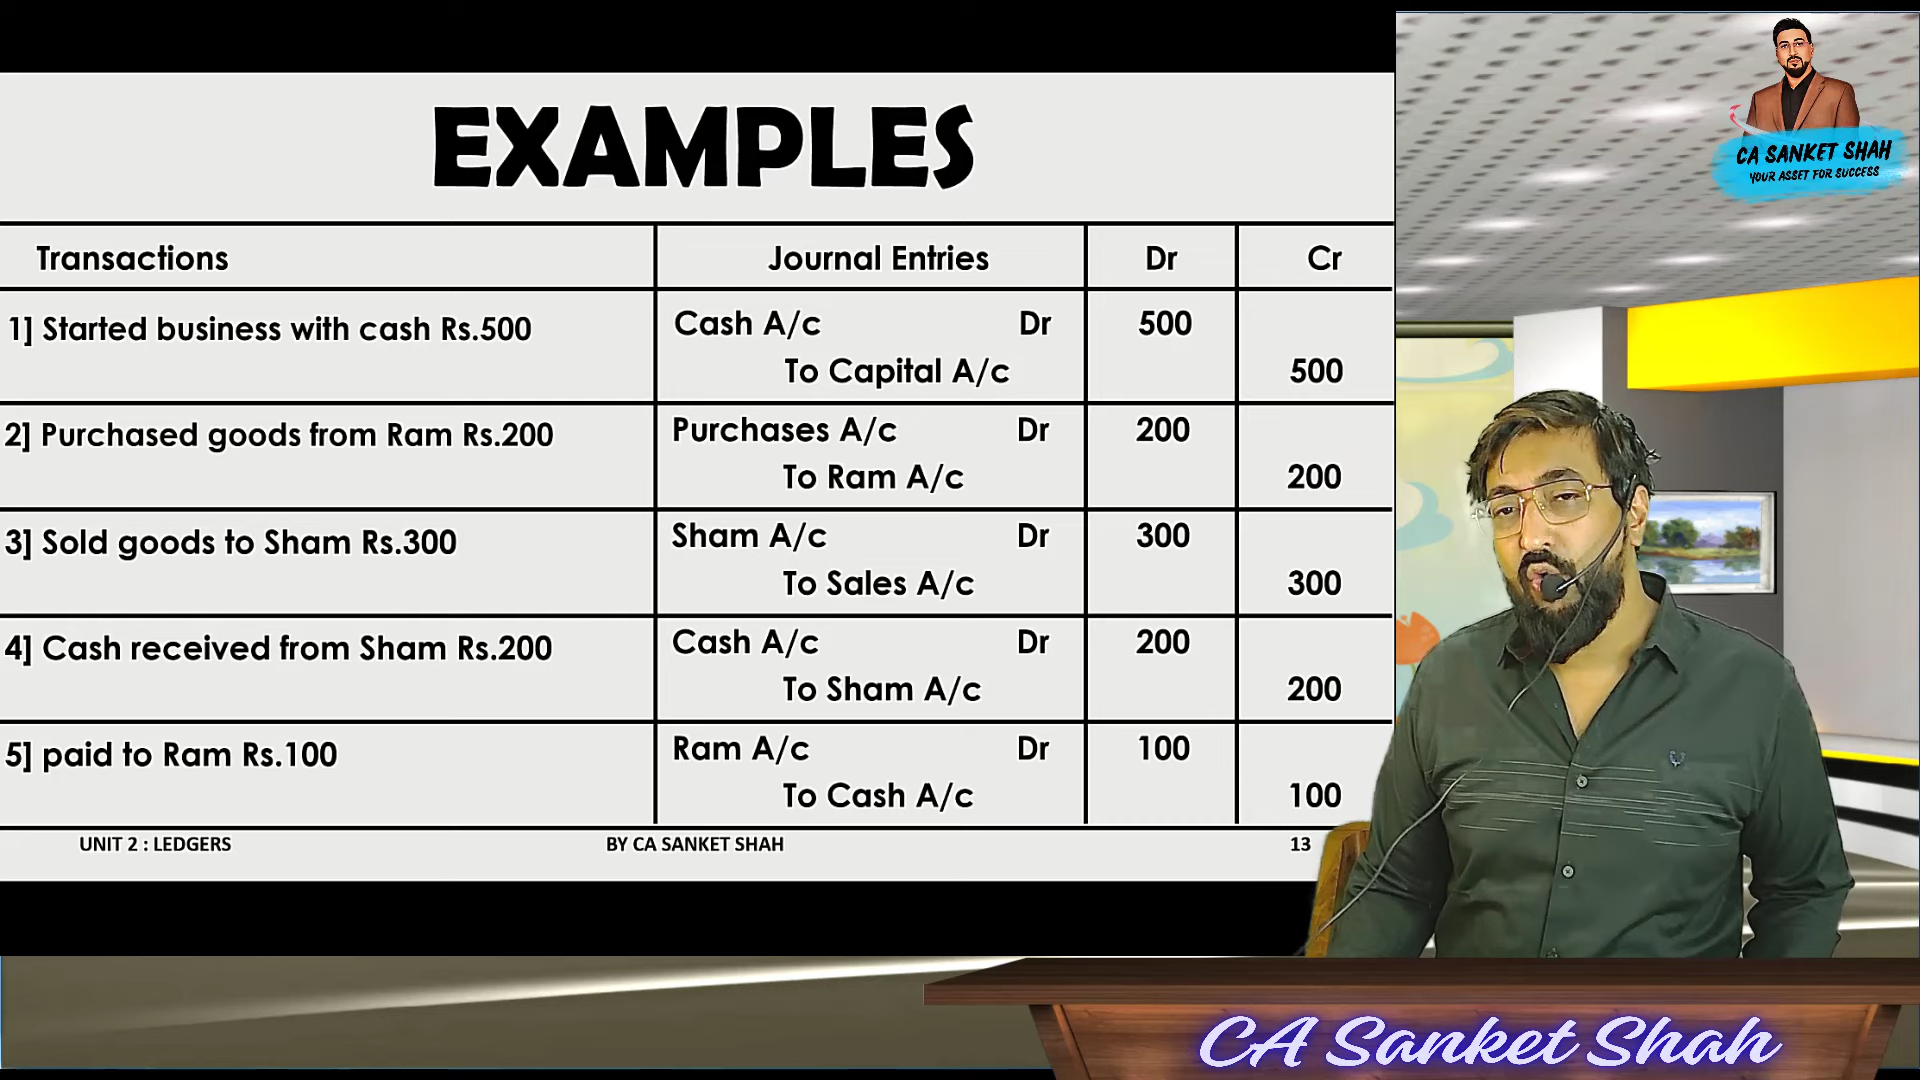 EXAMPLES
Transactions Journal Entries Dr Cr
1] Started business with cash Rs.500 Cash A/c Dr 500
To Capital A/c 500
2] Purchased goods from Ram Rs.200 Purchases A/c Dr 200
To Ram A/c 200
3] Sold goods to Sham Rs.300 Sham A/c Dr 300
To Sales A/c 300
4] Cash received from Sham Rs.200 Cash A/c Dr 200
To Sham A/c 200
5] paid to Ram Rs.100 Ram A/c Dr 100
To Cash A/c 100
UNIT 2 : LEDGERS BY CA SANKET SHAH 13
CA SANKET SHAH
YOUR ASSET FOR SUCCESS
CA Sanket Shah